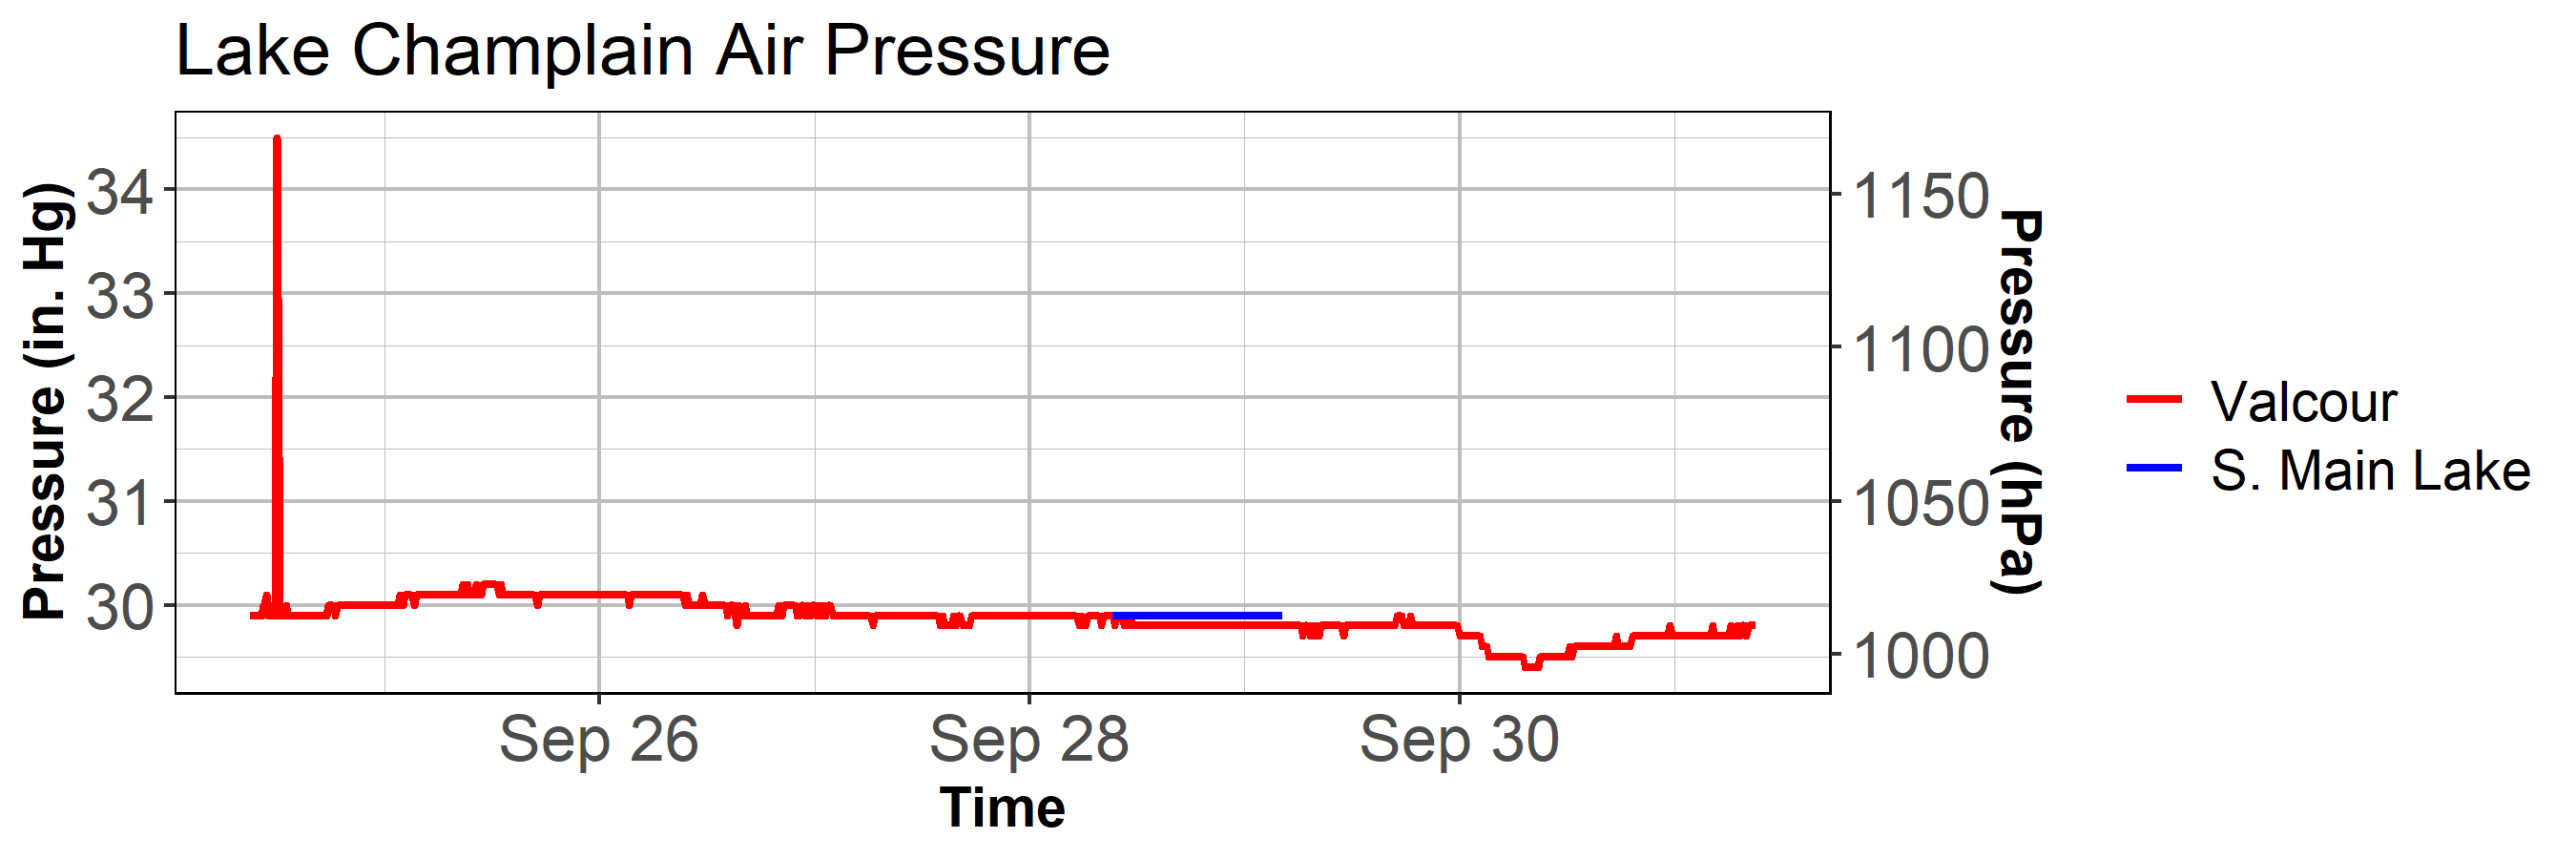 Lake Champlain Air Pressure
Pressure (in. Hg)
34
33
32
31
30
1150
1100
1050
1000
Pressure (hPa)
Valcour
S. Main Lake
Sep 26
Sep 28
Sep 30
Time